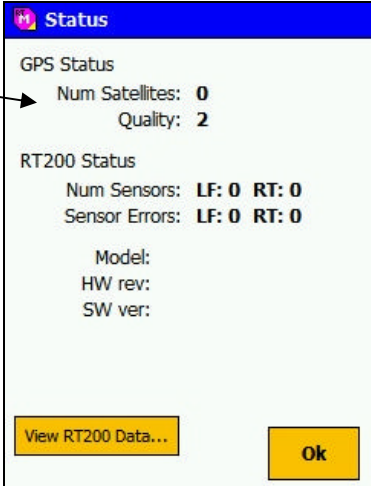 Status
GPS Status
Num Satellites: 0
Quality: 2
RT200 Status
Num Sensors: LF: 0 RT: 0
Sensor Errors: LF: 0 RT: 0
Model:
HW rev:
SW ver:
View RT200 Data...
Ok